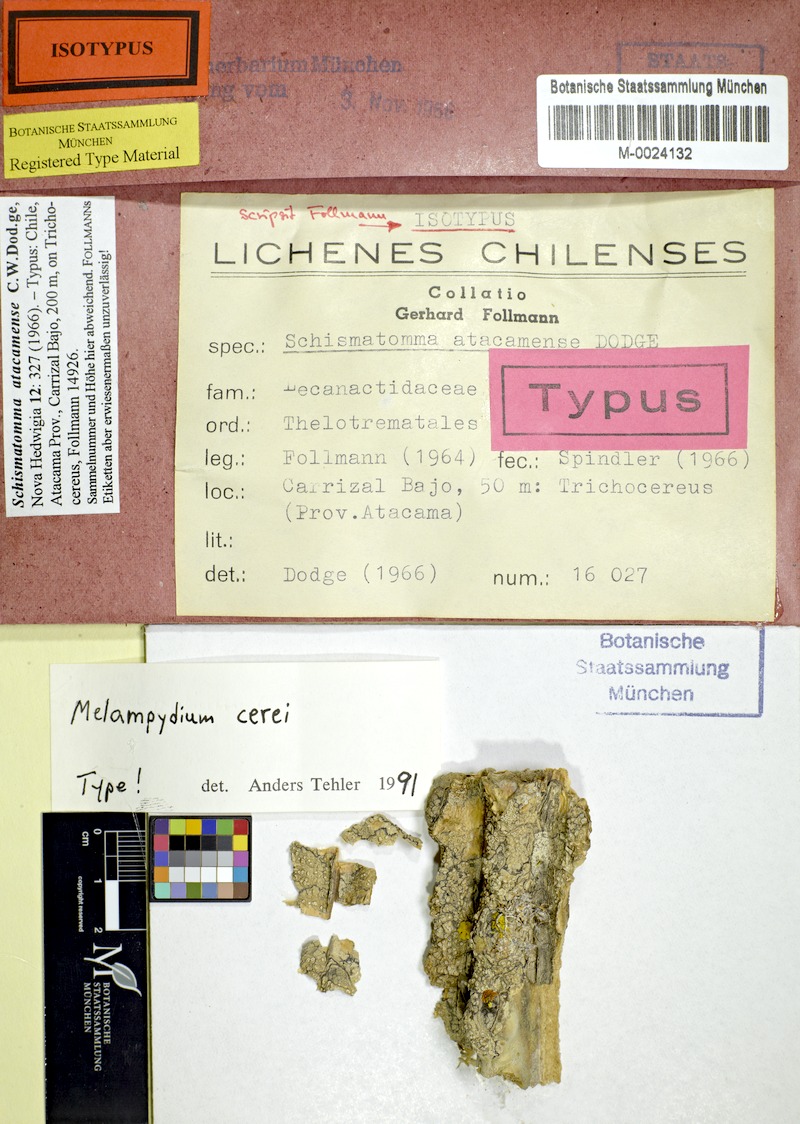 ISOTYPUS
BOTANISCHE STAATSSAMMLUNG
MÜNCHEN
Registered Type Material
Herbarium München
vom 3. Nov. 1966
STAATS-
Botanische Staatssammlung München
M-0024132
Schismatomma atacamense C.W.Dodge,
Nova Hedwigia 12: 327 (1966). – Typus: Chile,
Atacama Prov., Carrizal Bajo, 200 m, on Tricho-
cereus, Follmann 14926.
Sammelnummer und Höhe hier abweichend. FOLLMANNs
Etiketten aber erwiesenermaßen unzuverlässig!
scripsit Follmann → ISOTYPUS
LICHENES CHILENSES
Collatio
Gerhard Follmann
spec.: Schismatomma atacamense DODGE
fam.: Lecanactidaceae
Typus
ord.: Thelotrematales
leg.: Follmann (1964) fec.: Spindler (1966)
loc.: Carrizal Bajo, 50 m: Trichocereus
(Prov.Atacama)
lit.:
det.: Dodge (1966) num.: 16 027
Botanische
Staatssammlung
München
Melampydium cerei
Type! det. Anders Tehler 1991
0 1 2
cm
copyright reserved
M
BOTANISCHE
STAATSSAMMLUNG
MÜNCHEN